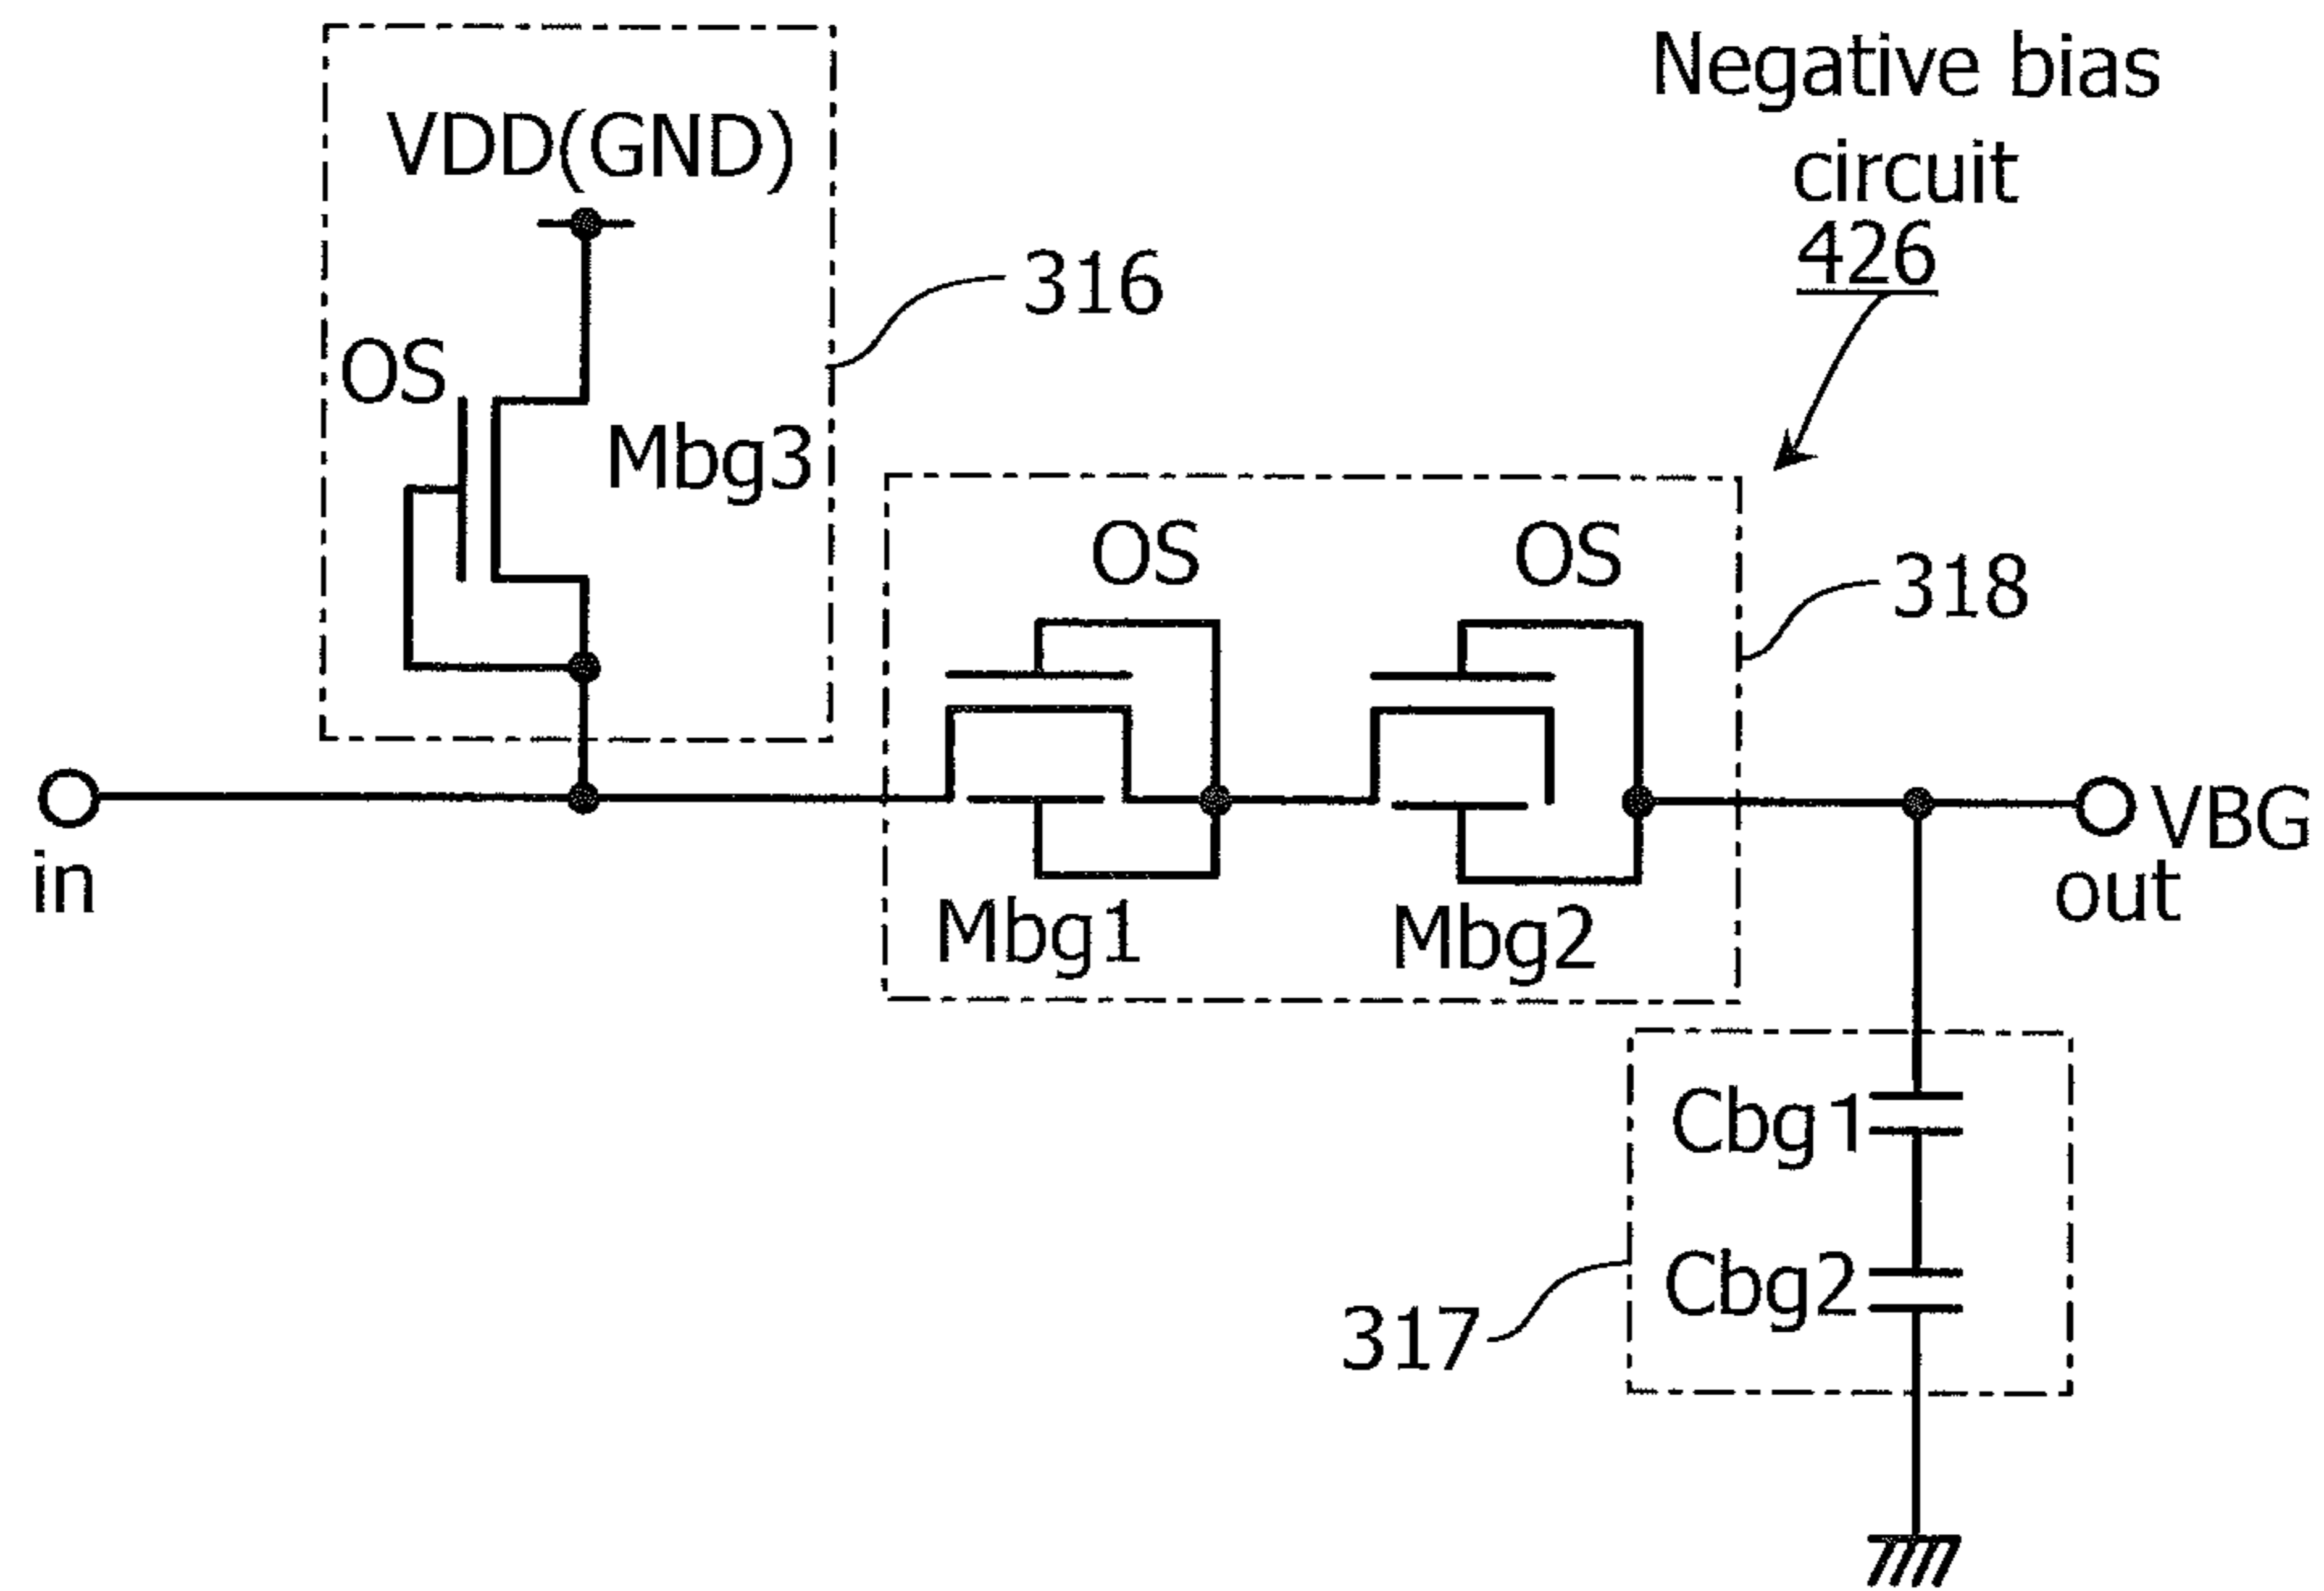 Negative bias
circuit
426
VDD(GND)
316
OS
Mbg3
OS
OS
318
in
VBG
out
Mbg1
Mbg2
Cbg1
Cbg2
317